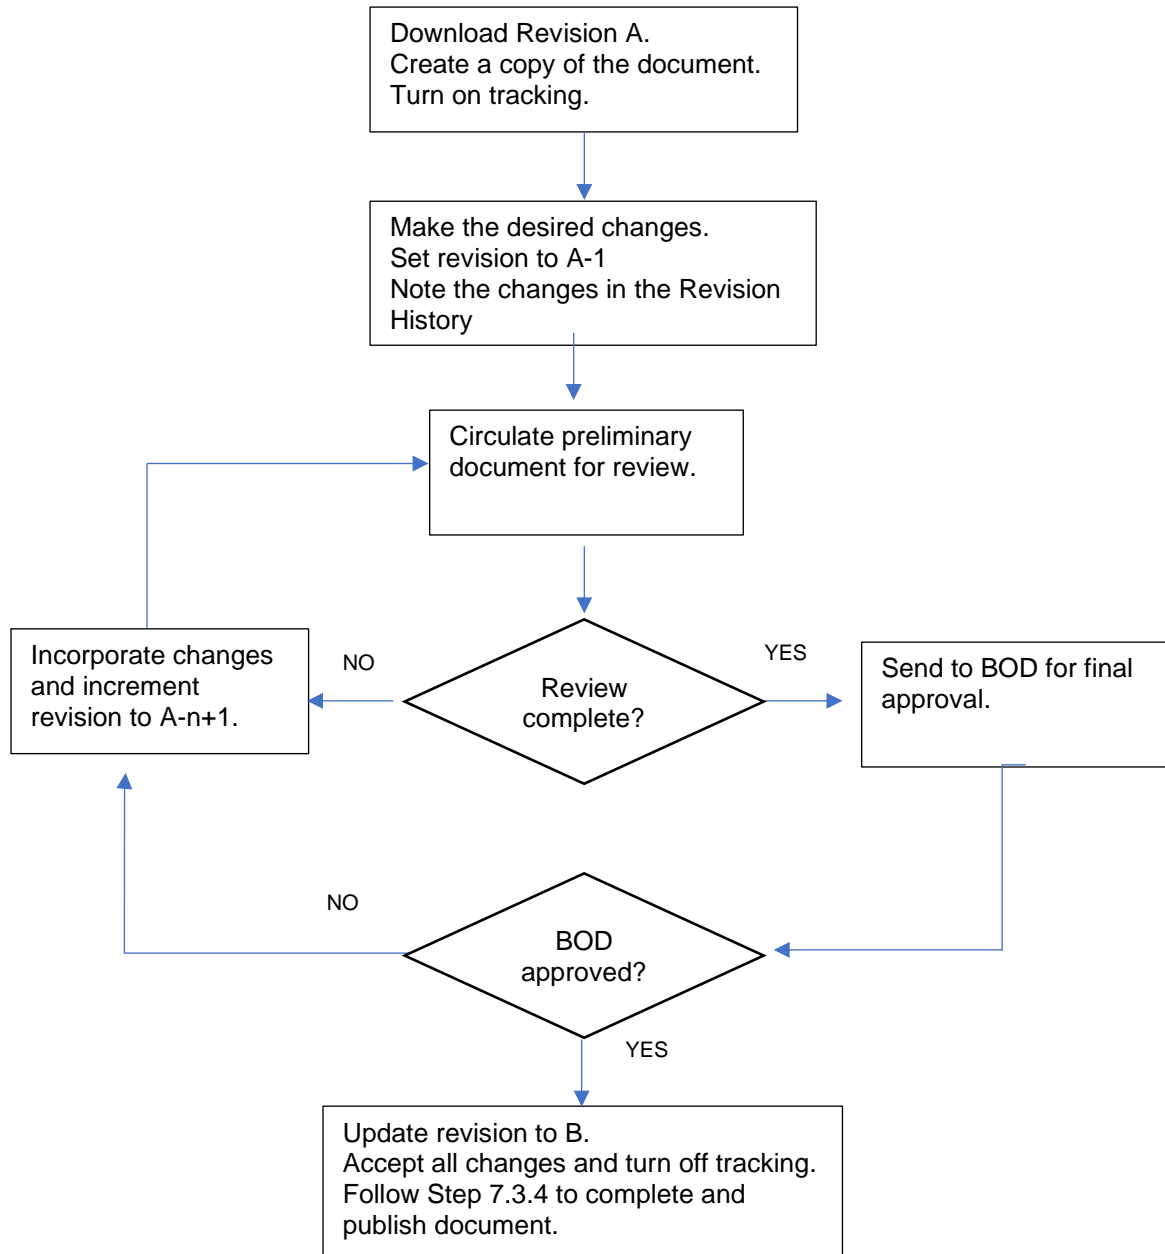 Download Revision A.
Create a copy of the document.
Turn on tracking.
Make the desired changes.
Set revision to A-1
Note the changes in the Revision
History
Circulate preliminary
document for review.
Incorporate changes
and increment
revision to A-n+1.
NO
Review
complete?
YES
Send to BOD for final
approval.
NO
BOD
approved?
YES
Update revision to B.
Accept all changes and turn off tracking.
Follow Step 7.3.4 to complete and
publish document.